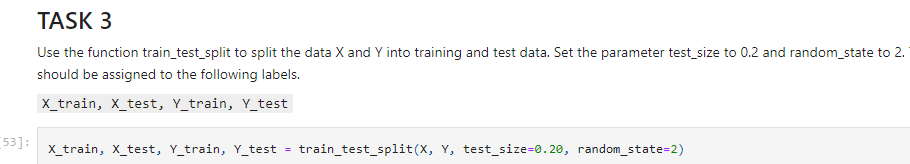 TASK 3
Use the function train_test_split to split the data X and Y into training and test data. Set the parameter test_size to 0.2 and random_state to 2.
should be assigned to the following labels.
X_train, X_test, Y_train, Y_test
53]: X_train, X_test, Y_train, Y_test = train_test_split(X, Y, test_size=0.20, random_state=2)